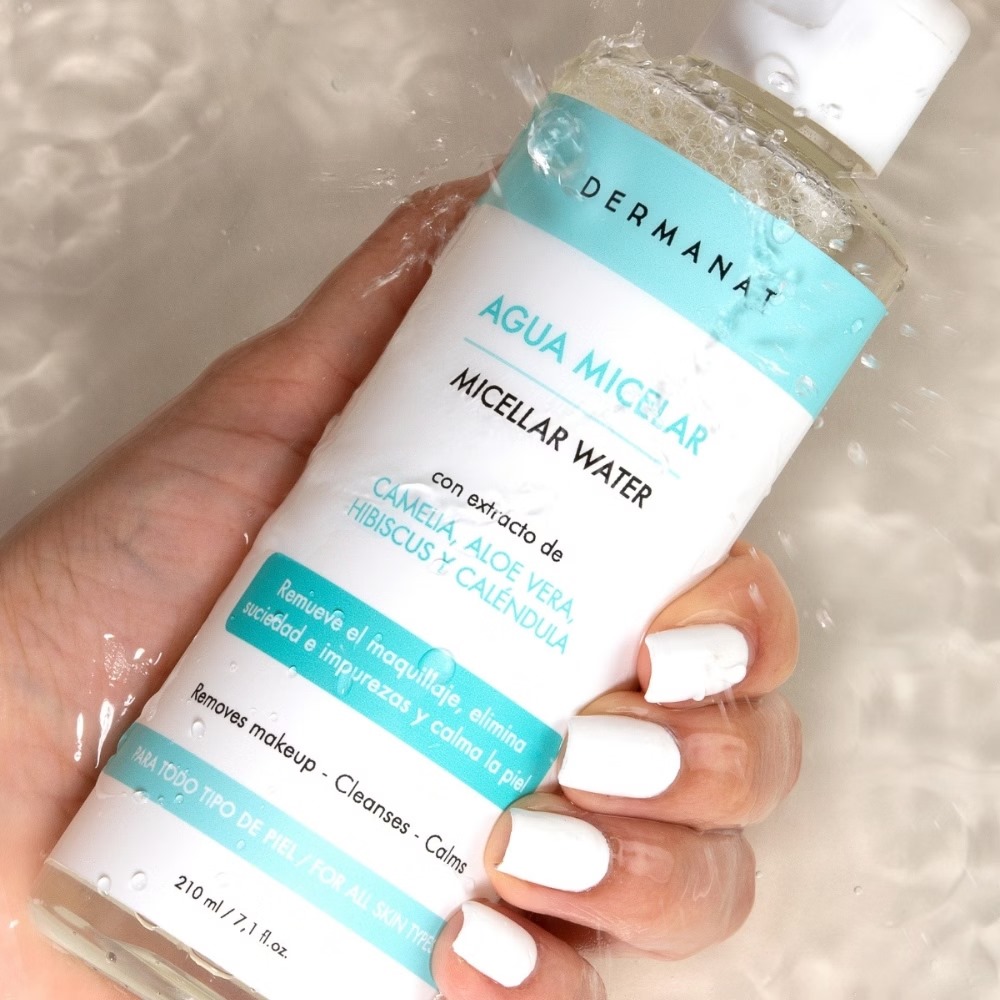 DERMANAT
AGUA MICELAR
MICELLAR WATER
con extracto de
CAMELIA, ALOE VERA,
HIBISCUS Y CALÉNDULA
Remueve el maquillaje, elimina
suciedad e impurezas y calma la piel
Removes makeup - Cleanses - Calms
PARA TODO TIPO DE PIEL / FOR ALL SKIN TYPES
210 ml / 7,1 fl.oz.